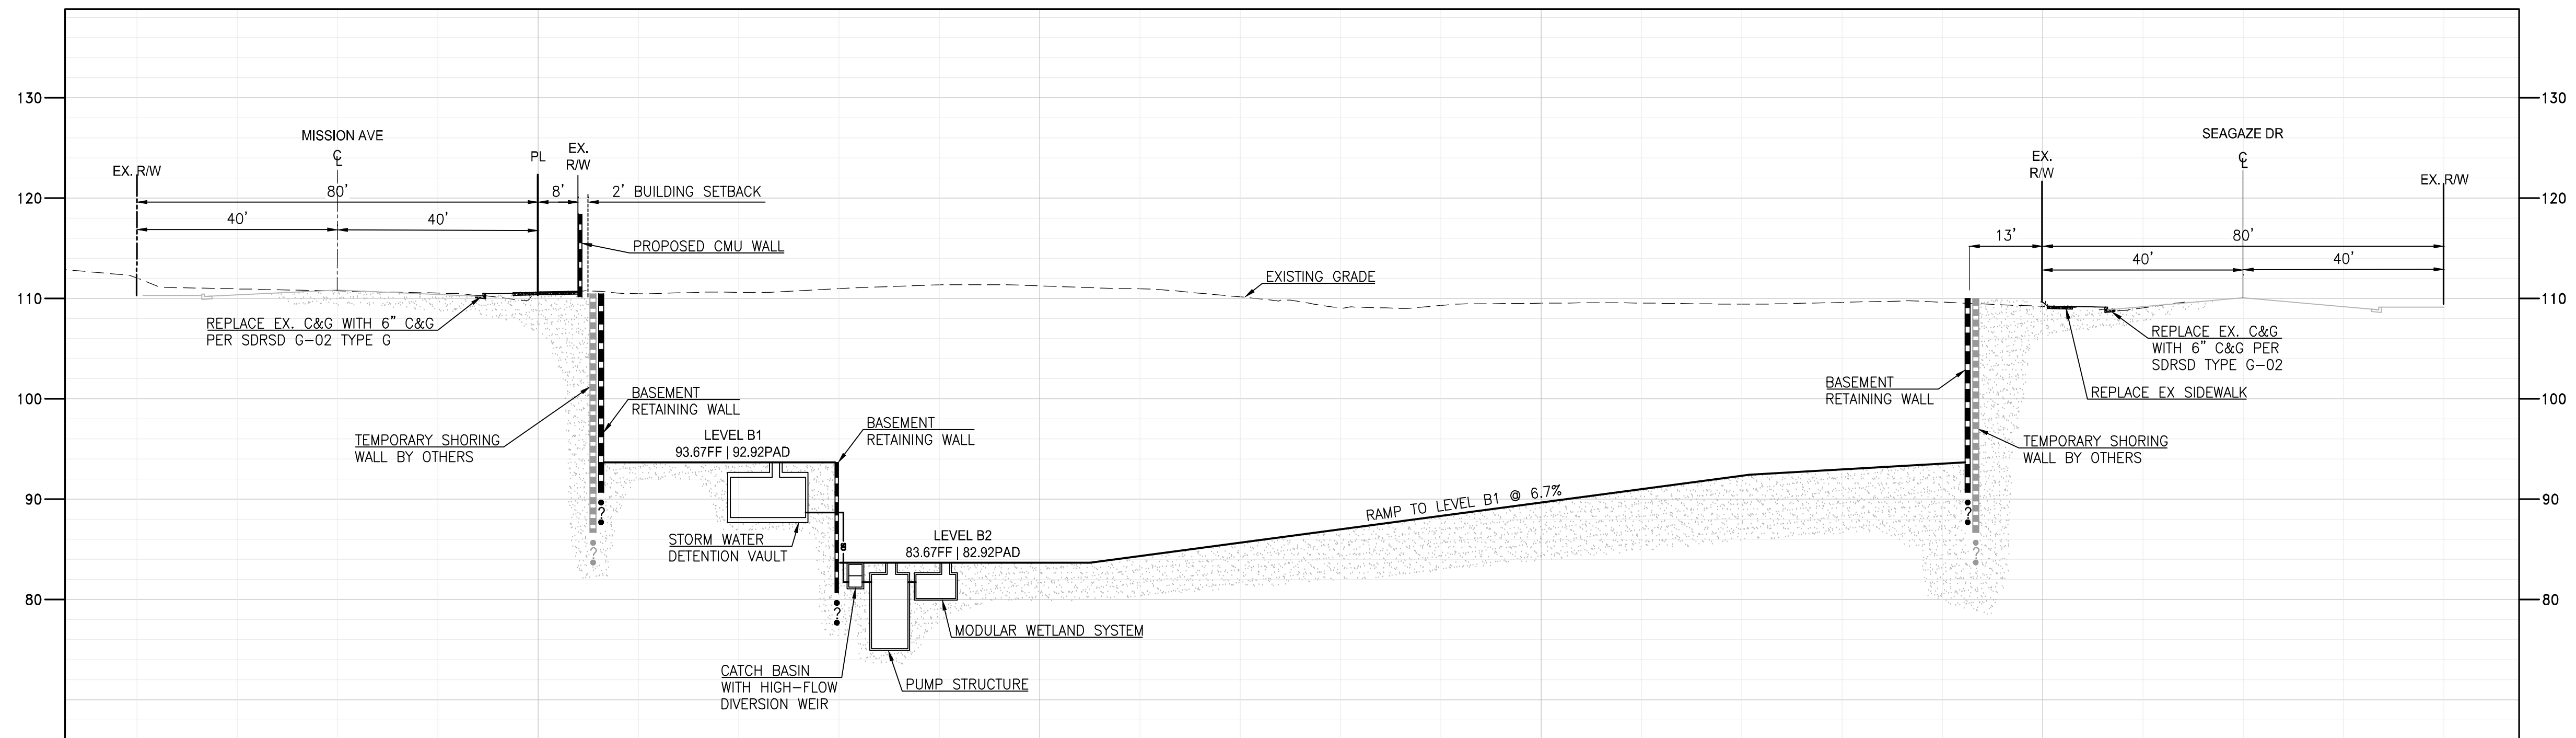 130
130
MISSION AVE
SEAGAZE DR
EX.
R/W
PL
EX. R/W
℄
EX.
R/W
℄
EX. R/W
120
80'
8'
2' BUILDING SETBACK
120
40'
40'
PROPOSED CMU WALL
13'
80'
40'
40'
EXISTING GRADE
110
110
REPLACE EX. C&G WITH 6" C&G
PER SDRSD G-02 TYPE G
REPLACE EX. C&G
WITH 6" C&G PER
SDRSD TYPE G-02
REPLACE EX SIDEWALK
100
100
BASEMENT
RETAINING WALL
BASEMENT
RETAINING WALL
BASEMENT
RETAINING WALL
TEMPORARY SHORING
WALL BY OTHERS
LEVEL B1
93.67FF | 92.92PAD
TEMPORARY SHORING
WALL BY OTHERS
90
90
RAMP TO LEVEL B1 @ 6.7%
?
?
STORM WATER
DETENTION VAULT
LEVEL B2
83.67FF | 82.92PAD
?
?
80
80
?
MODULAR WETLAND SYSTEM
CATCH BASIN
WITH HIGH-FLOW
DIVERSION WEIR
PUMP STRUCTURE